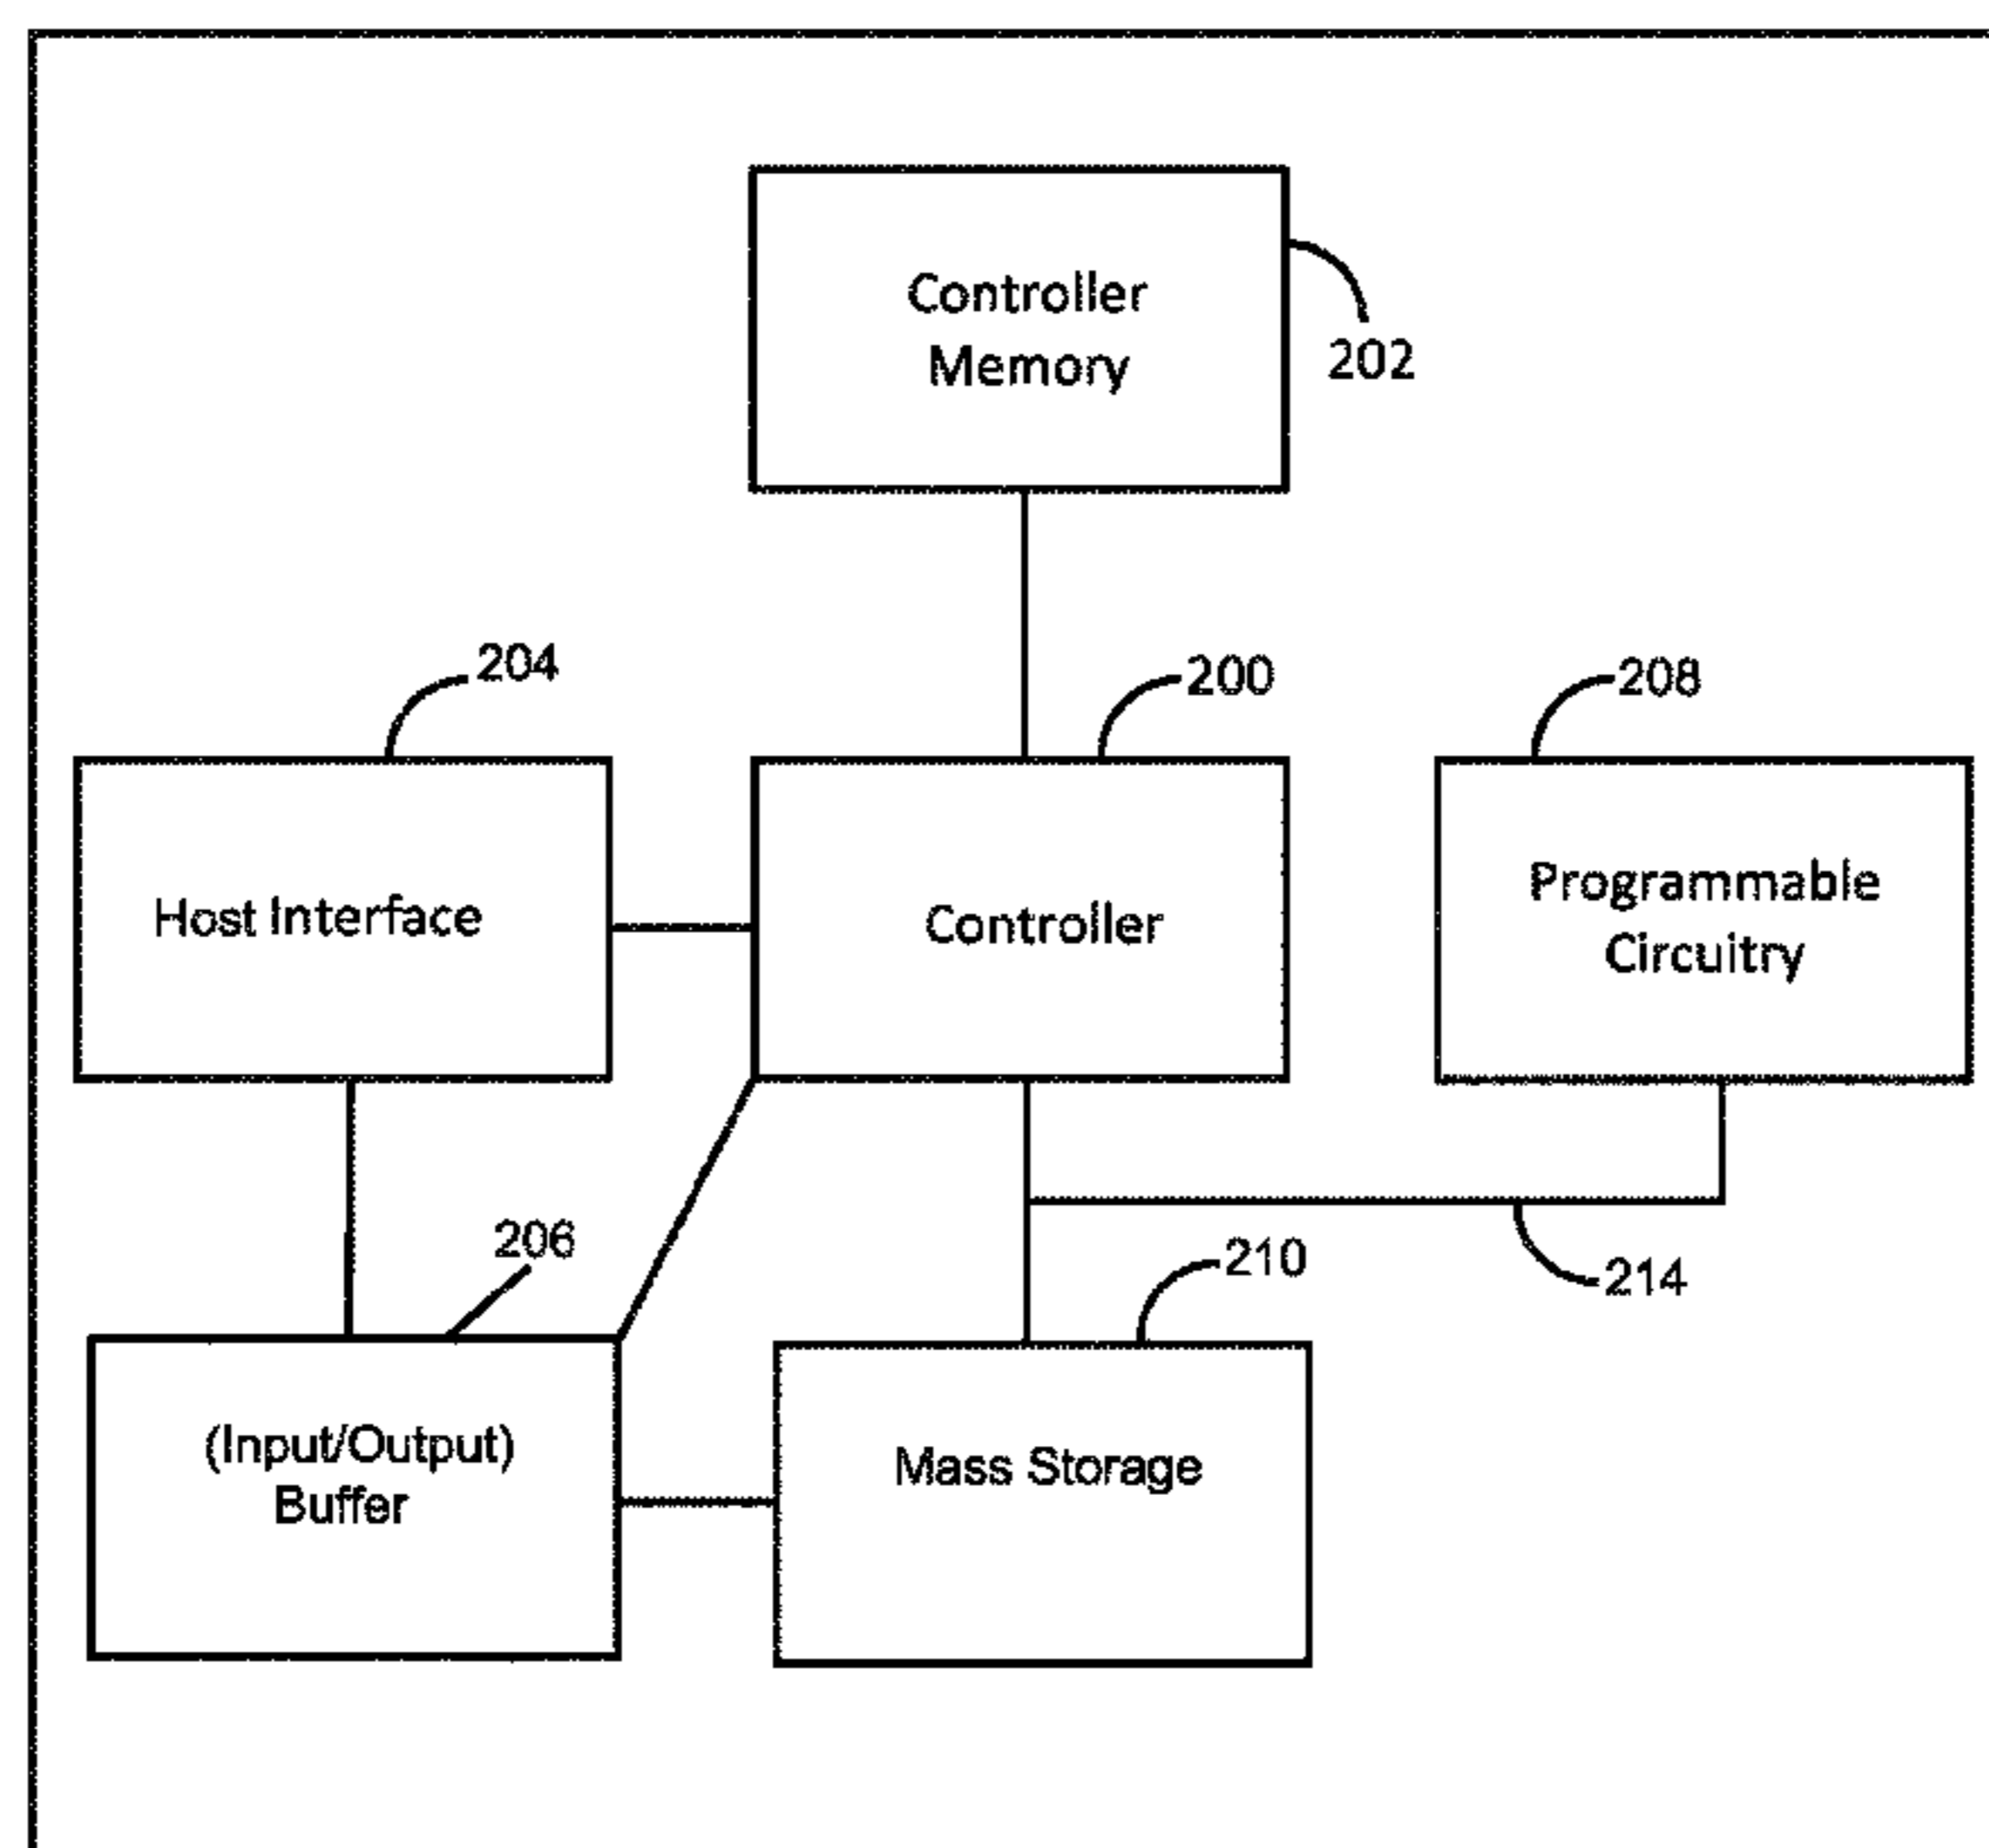 Controller
Memory
202
204
200
208
Host Interface
Controller
Programmable
Circuitry
206
210
214
(Input/Output)
Buffer
Mass Storage